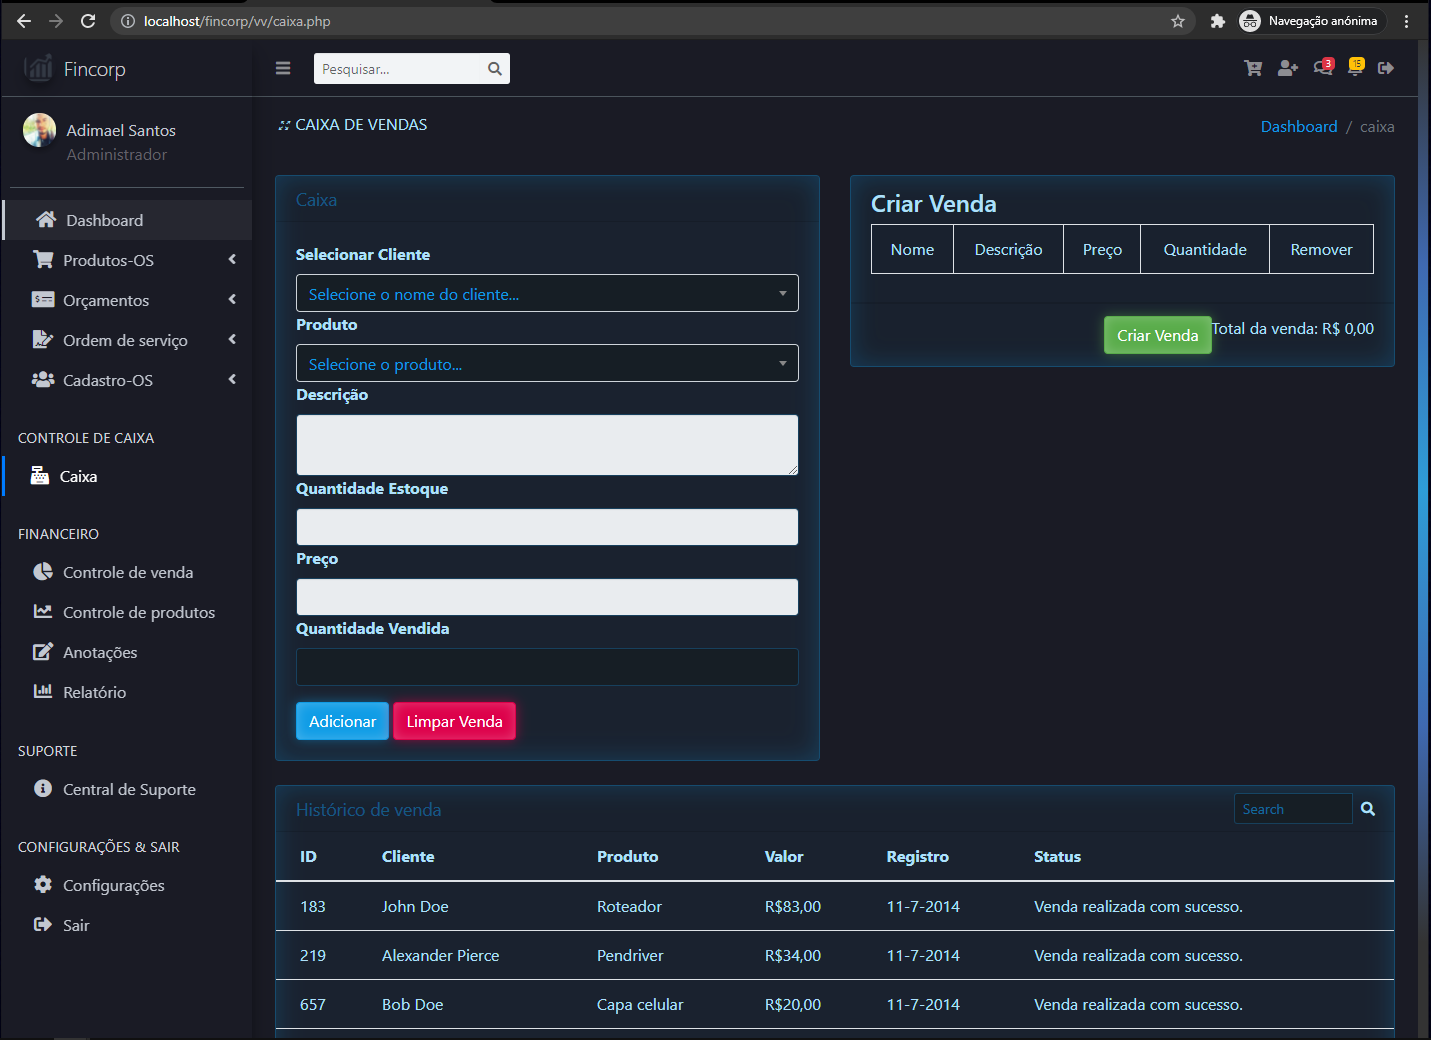 localhost/fincorp/vv/caixa.php
Navegação anónima
Fincorp
Pesquisar...
3
15
Adimael Santos
Administrador
CAIXA DE VENDAS
Dashboard / caixa
Dashboard
Produtos-OS
Orçamentos
Ordem de serviço
Cadastro-OS
CONTROLE DE CAIXA
Caixa
FINANCEIRO
Controle de venda
Controle de produtos
Anotações
Relatório
SUPORTE
Central de Suporte
CONFIGURAÇÕES & SAIR
Configurações
Sair
Caixa
Selecionar Cliente
Selecione o nome do cliente...
Produto
Selecione o produto...
Descrição
Quantidade Estoque
Preço
Quantidade Vendida
Adicionar Limpar Venda
Criar Venda
Nome Descrição Preço Quantidade Remover
Criar Venda Total da venda: R$ 0,00
Histórico de venda
Search
ID Cliente Produto Valor Registro Status
183 John Doe Roteador R$83,00 11-7-2014 Venda realizada com sucesso.
219 Alexander Pierce Pendriver R$34,00 11-7-2014 Venda realizada com sucesso.
657 Bob Doe Capa celular R$20,00 11-7-2014 Venda realizada com sucesso.